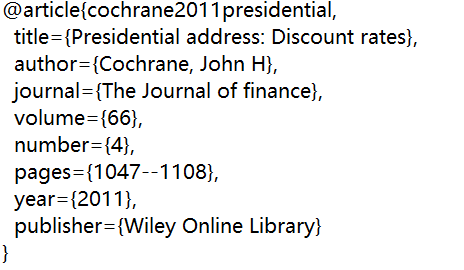 @article{cochrane2011presidential,
  title={Presidential address: Discount rates},
  author={Cochrane, John H},
  journal={The Journal of finance},
  volume={66},
  number={4},
  pages={1047--1108},
  year={2011},
  publisher={Wiley Online Library}
}